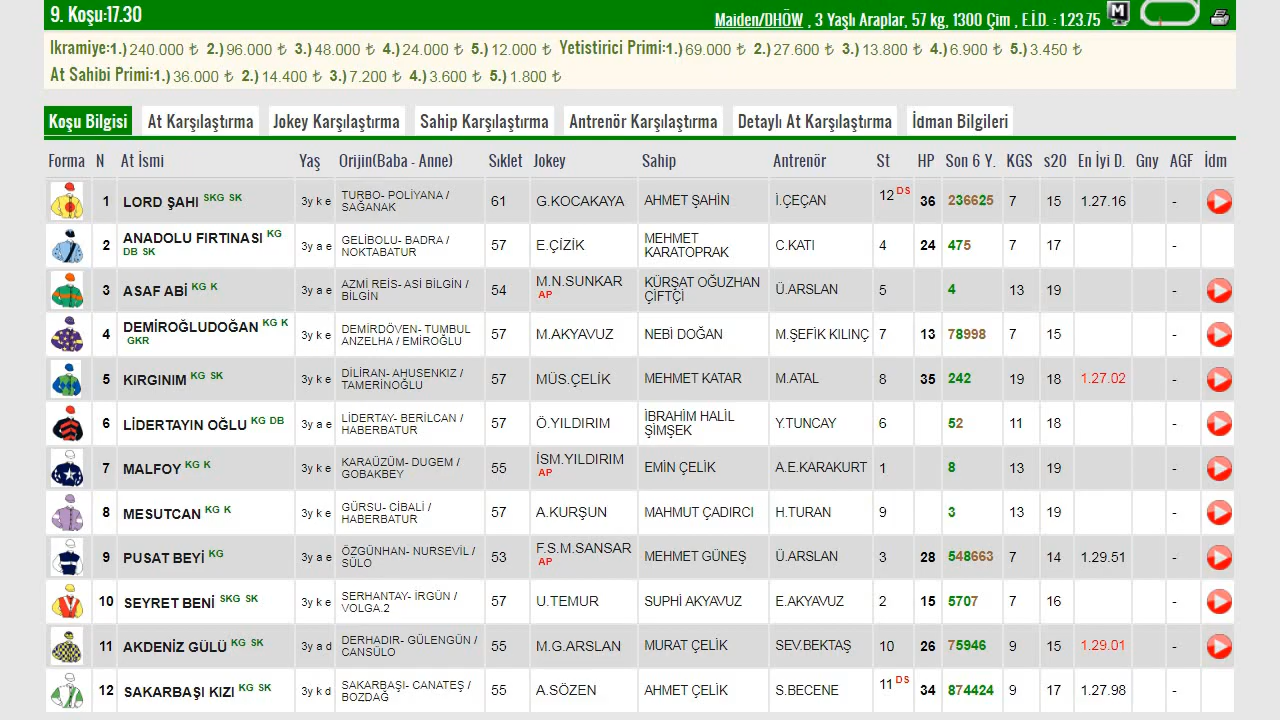 9. Koşu:17.30
Maiden/DHÖW , 3 Yaşlı Araplar, 57 kg, 1300 Çim , E.İ.D. : 1.23.75 M
Ikramiye:1.) 240.000 ₺ 2.) 96.000 ₺ 3.) 48.000 ₺ 4.) 24.000 ₺ 5.) 12.000 ₺ Yetistirici Primi:1.) 69.000 ₺ 2.) 27.600 ₺ 3.) 13.800 ₺ 4.) 6.900 ₺ 5.) 3.450 ₺
At Sahibi Primi:1.) 36.000 ₺ 2.) 14.400 ₺ 3.) 7.200 ₺ 4.) 3.600 ₺ 5.) 1.800 ₺
Koşu Bilgisi At Karşılaştırma Jokey Karşılaştırma Sahip Karşılaştırma Antrenör Karşılaştırma Detaylı At Karşılaştırma İdman Bilgileri
Forma N At İsmi Yaş Orijin(Baba - Anne) Sıklet Jokey Sahip Antrenör St HP Son 6 Y. KGS s20 En İyi D. Gny AGF İdm
1 LORD ŞAHI SKG SK 3y k e TURBO- POLİYANA / SAĞANAK 61 G.KOCAKAYA AHMET ŞAHİN İ.ÇEÇAN 12 DS 36 236625 7 15 1.27.16 -
2 ANADOLU FIRTINASI KG DB SK 3y a e GELİBOLU- BADRA / NOKTABATUR 57 E.ÇİZİK MEHMET KARATOPRAK C.KATI 4 24 475 7 17 -
3 ASAF ABİ KG K 3y a e AZMİ REİS- ASİ BİLGİN / BİLGİN 54 M.N.SUNKAR AP KÜRŞAT OĞUZHAN ÇİFTÇİ Ü.ARSLAN 5 4 13 19 -
4 DEMİROĞLUDOĞAN KG K GKR 3y k e DEMİRDÖVEN- TUMBUL ANZELHA / EMİROĞLU 57 M.AKYAVUZ NEBİ DOĞAN M.ŞEFİK KILINÇ 7 13 78998 7 15 -
5 KIRGINIM KG SK 3y k e DİLİRAN- AHUSENKIZ / TAMERİNOĞLU 57 MÜS.ÇELİK MEHMET KATAR M.ATAL 8 35 242 19 18 1.27.02 -
6 LİDERTAYIN OĞLU KG DB 3y a e LİDERTAY- BERİLCAN / HABERBATUR 57 Ö.YILDIRIM İBRAHİM HALİL ŞİMŞEK Y.TUNCAY 6 52 11 18 -
7 MALFOY KG K 3y k e KARAÜZÜM- DUGEM / GOBAKBEY 55 İSM.YILDIRIM AP EMİN ÇELİK A.E.KARAKURT 1 8 13 19 -
8 MESUTCAN KG K 3y k e GÜRSU- CİBALİ / HABERBATUR 57 A.KURŞUN MAHMUT ÇADIRCI H.TURAN 9 3 13 19 -
9 PUSAT BEYİ KG 3y a e ÖZGÜNHAN- NURSEVİL / SÜLO 53 F.S.M.SANSAR AP MEHMET GÜNEŞ Ü.ARSLAN 3 28 548663 7 14 1.29.51 -
10 SEYRET BENİ SKG SK 3y k e SERHANTAY- İRGÜN / VOLGA.2 57 U.TEMUR SUPHİ AKYAVUZ E.AKYAVUZ 2 15 5707 7 16 -
11 AKDENİZ GÜLÜ KG SK 3y a d DERHADIR- GÜLENGÜN / CANSÜLO 55 M.G.ARSLAN MURAT ÇELİK SEV.BEKTAŞ 10 26 75946 9 15 1.29.01 -
12 SAKARBAŞI KIZI KG SK 3y k d SAKARBAŞI- CANATEŞ / BOZDAĞ 55 A.SÖZEN AHMET ÇELİK S.BECENE 11 DS 34 874424 9 17 1.27.98 -